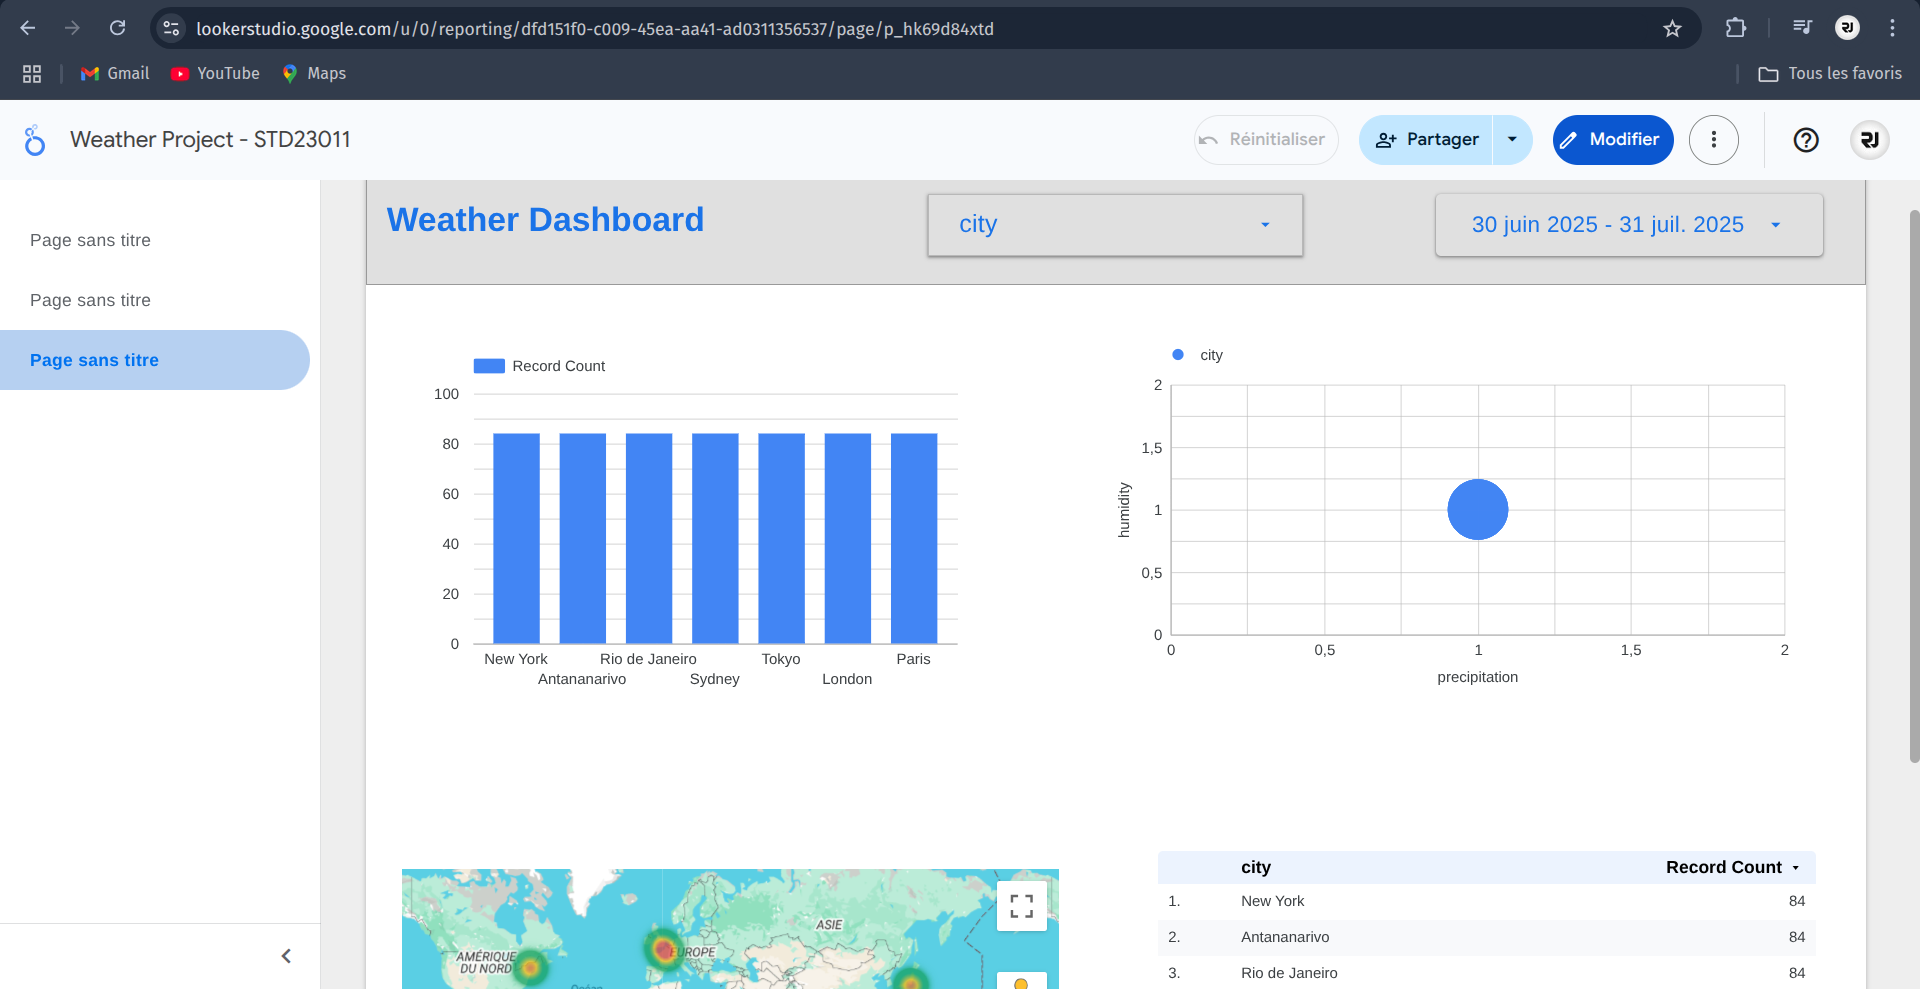 lookerstudio.google.com/u/0/reporting/dfd151f0-c009-45ea-aa41-ad0311356537/page/p_hk69d84xtd
Gmail
YouTube
Maps
Tous les favoris
Weather Project - STD23011
Réinitialiser
Partager
Modifier
Page sans titre
Page sans titre
Page sans titre
Weather Dashboard
city
30 juin 2025 - 31 juil. 2025
Record Count
100
80
60
40
20
0
New York
Antananarivo
Rio de Janeiro
Sydney
Tokyo
London
Paris
city
2
1,5
1
0,5
0
humidity
0
0,5
1
1,5
2
precipitation
AMÉRIQUE
DU NORD
EUROPE
ASIE
Océan
city Record Count
1. New York 84
2. Antananarivo 84
3. Rio de Janeiro 84